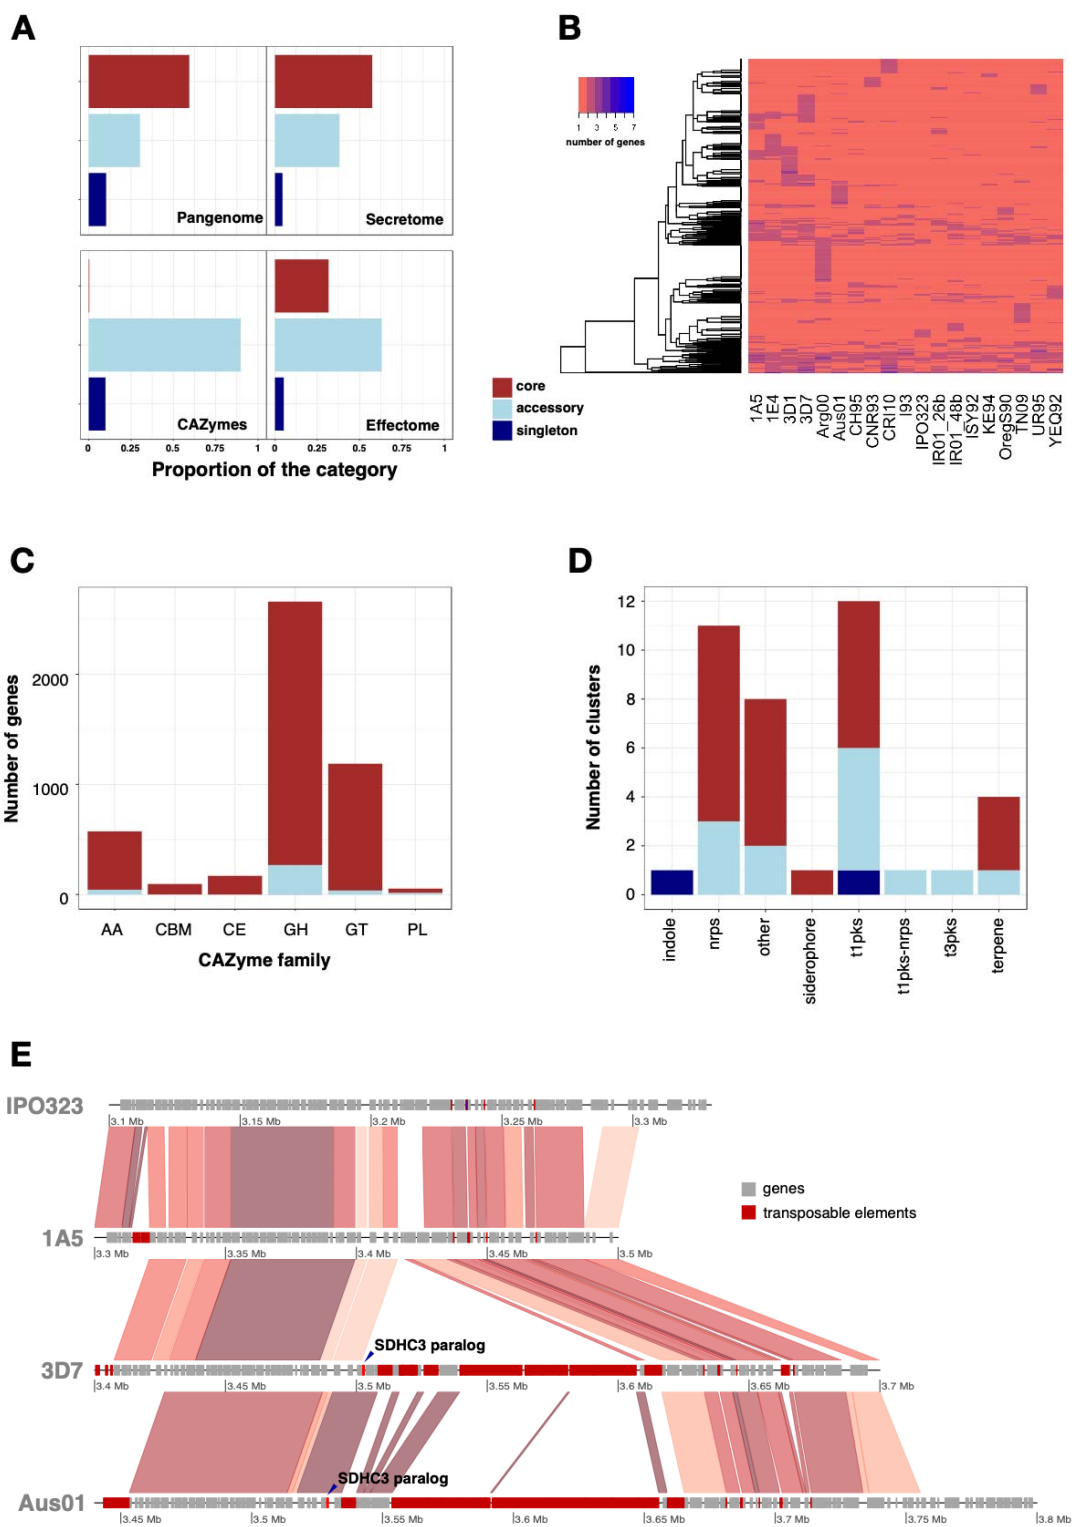 A
B
Pangenome
Secretome
CAZymes
Effectome
0 0.25 0.5 0.75 1
0 0.25 0.5 0.75 1
Proportion of the category
core
accessory
singleton
1 3 5 7
number of genes
1A5
1E4
3D1
3D7
Arg00
Aus01
CH95
CNR93
CRI10
I93
IPO323
IR01_26b
IR01_48b
ISY92
KE94
OregS90
TN09
UR95
YEQ92
C
D
Number of genes
2000
1000
0
AA CBM CE GH GT PL
CAZyme family
Number of clusters
12
10
8
6
4
2
0
indole
nrps
other
siderophore
t1pks
t1pks-nrps
t3pks
terpene
E
IPO323
3.1 Mb 3.15 Mb 3.2 Mb 3.25 Mb 3.3 Mb
genes
transposable elements
1A5
3.3 Mb 3.35 Mb 3.4 Mb 3.45 Mb 3.5 Mb
SDHC3 paralog
3D7
3.4 Mb 3.45 Mb 3.5 Mb 3.55 Mb 3.6 Mb 3.65 Mb 3.7 Mb
SDHC3 paralog
Aus01
3.45 Mb 3.5 Mb 3.55 Mb 3.6 Mb 3.65 Mb 3.7 Mb 3.75 Mb 3.8 Mb